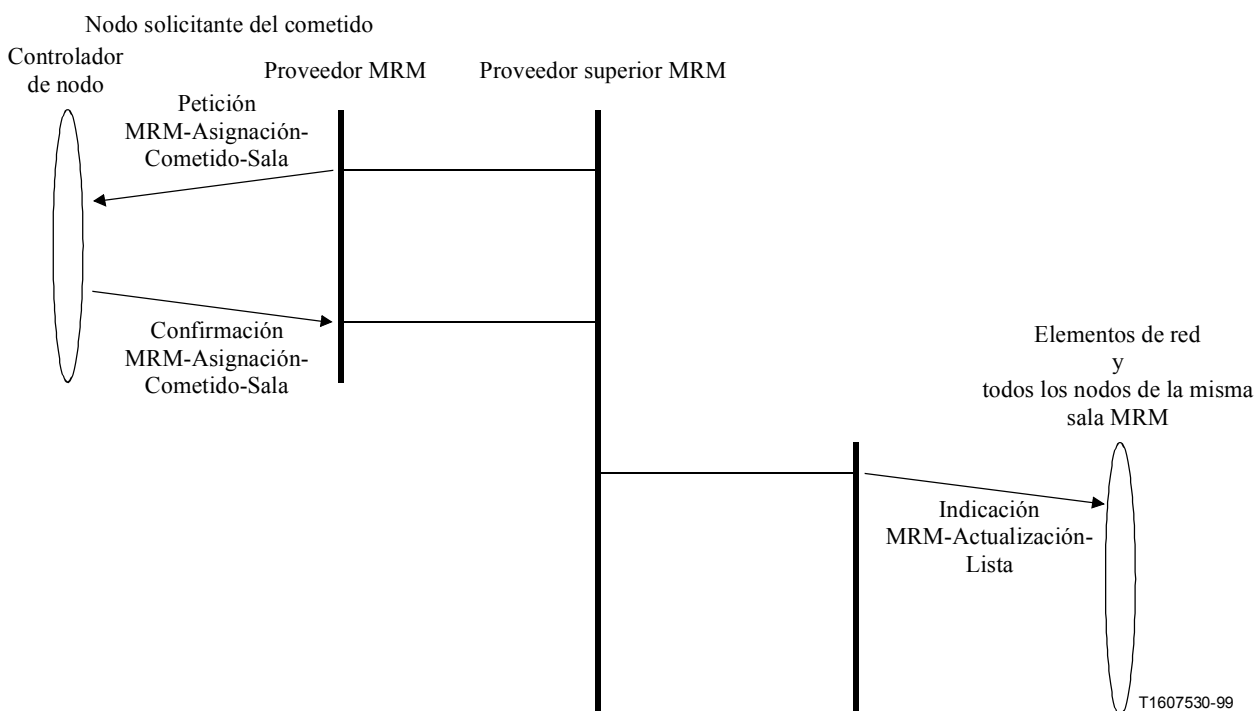 Nodo solicitante del cometido
Controlador
de nodo
Proveedor MRM
Proveedor superior MRM
Petición
MRM-Asignación-
Cometido-Sala
Confirmación
MRM-Asignación-
Cometido-Sala
Elementos de red
y
todos los nodos de la misma
sala MRM
Indicación
MRM-Actualización-
Lista
T1607530-99